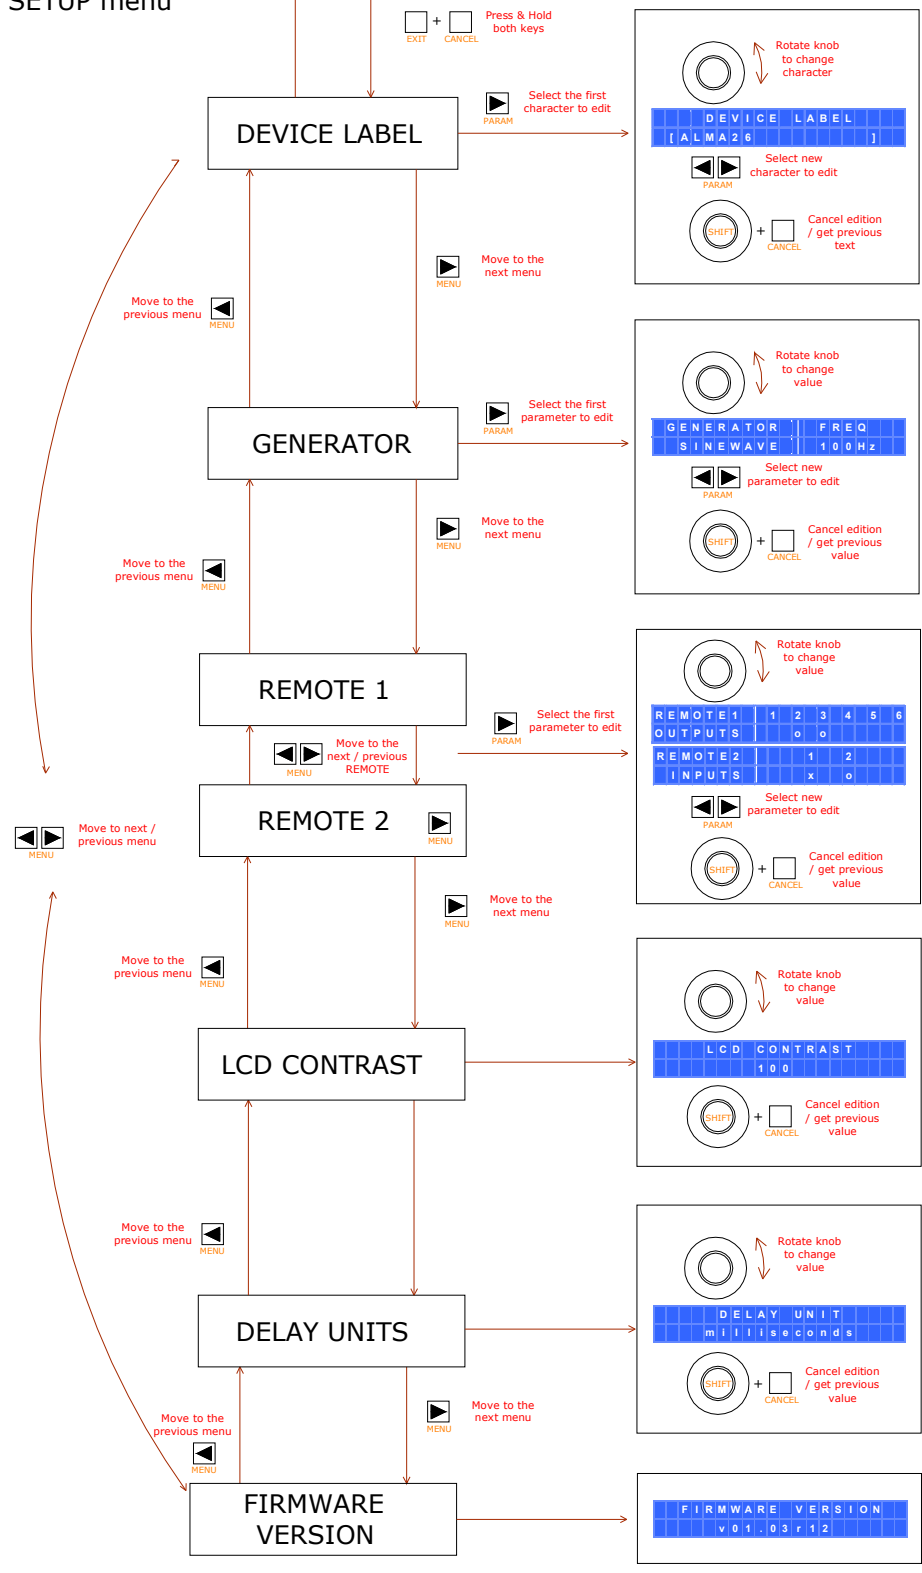 SETUP menu
+
EXIT
CANCEL
Press & Hold
both keys
DEVICE LABEL
PARAM
Select the first
character to edit
Rotate knob
to change
character
DEVICE LABEL
[ALMA26 ]
PARAM
Select new
character to edit
SHIFT
+
CANCEL
Cancel edition
/ get previous
text
Move to the
previous menu
MENU
MENU
Move to the
next menu
GENERATOR
PARAM
Select the first
parameter to edit
Rotate knob
to change
value
GENERATOR FREQ
SINEWAVE 100Hz
PARAM
Select new
parameter to edit
SHIFT
+
CANCEL
Cancel edition
/ get previous
value
Move to the
previous menu
MENU
MENU
Move to the
next menu
REMOTE 1
MENU
Move to the
next / previous
REMOTE
PARAM
Select the first
parameter to edit
Rotate knob
to change
value
REMOTE1 1 2 3 4 5 6
OUTPUTS o o
REMOTE2 1 2
INPUTS x o
PARAM
Select new
parameter to edit
SHIFT
+
CANCEL
Cancel edition
/ get previous
value
REMOTE 2
MENU
MENU
Move to next /
previous menu
Move to the
previous menu
MENU
MENU
Move to the
next menu
LCD CONTRAST
Rotate knob
to change
value
LCD CONTRAST
100
SHIFT
+
CANCEL
Cancel edition
/ get previous
value
Move to the
previous menu
MENU
DELAY UNITS
Rotate knob
to change
value
DELAY UNIT
milliseconds
SHIFT
+
CANCEL
Cancel edition
/ get previous
value
Move to the
previous menu
MENU
MENU
Move to the
next menu
FIRMWARE
VERSION
FIRMWARE VERSION
v01.03r12